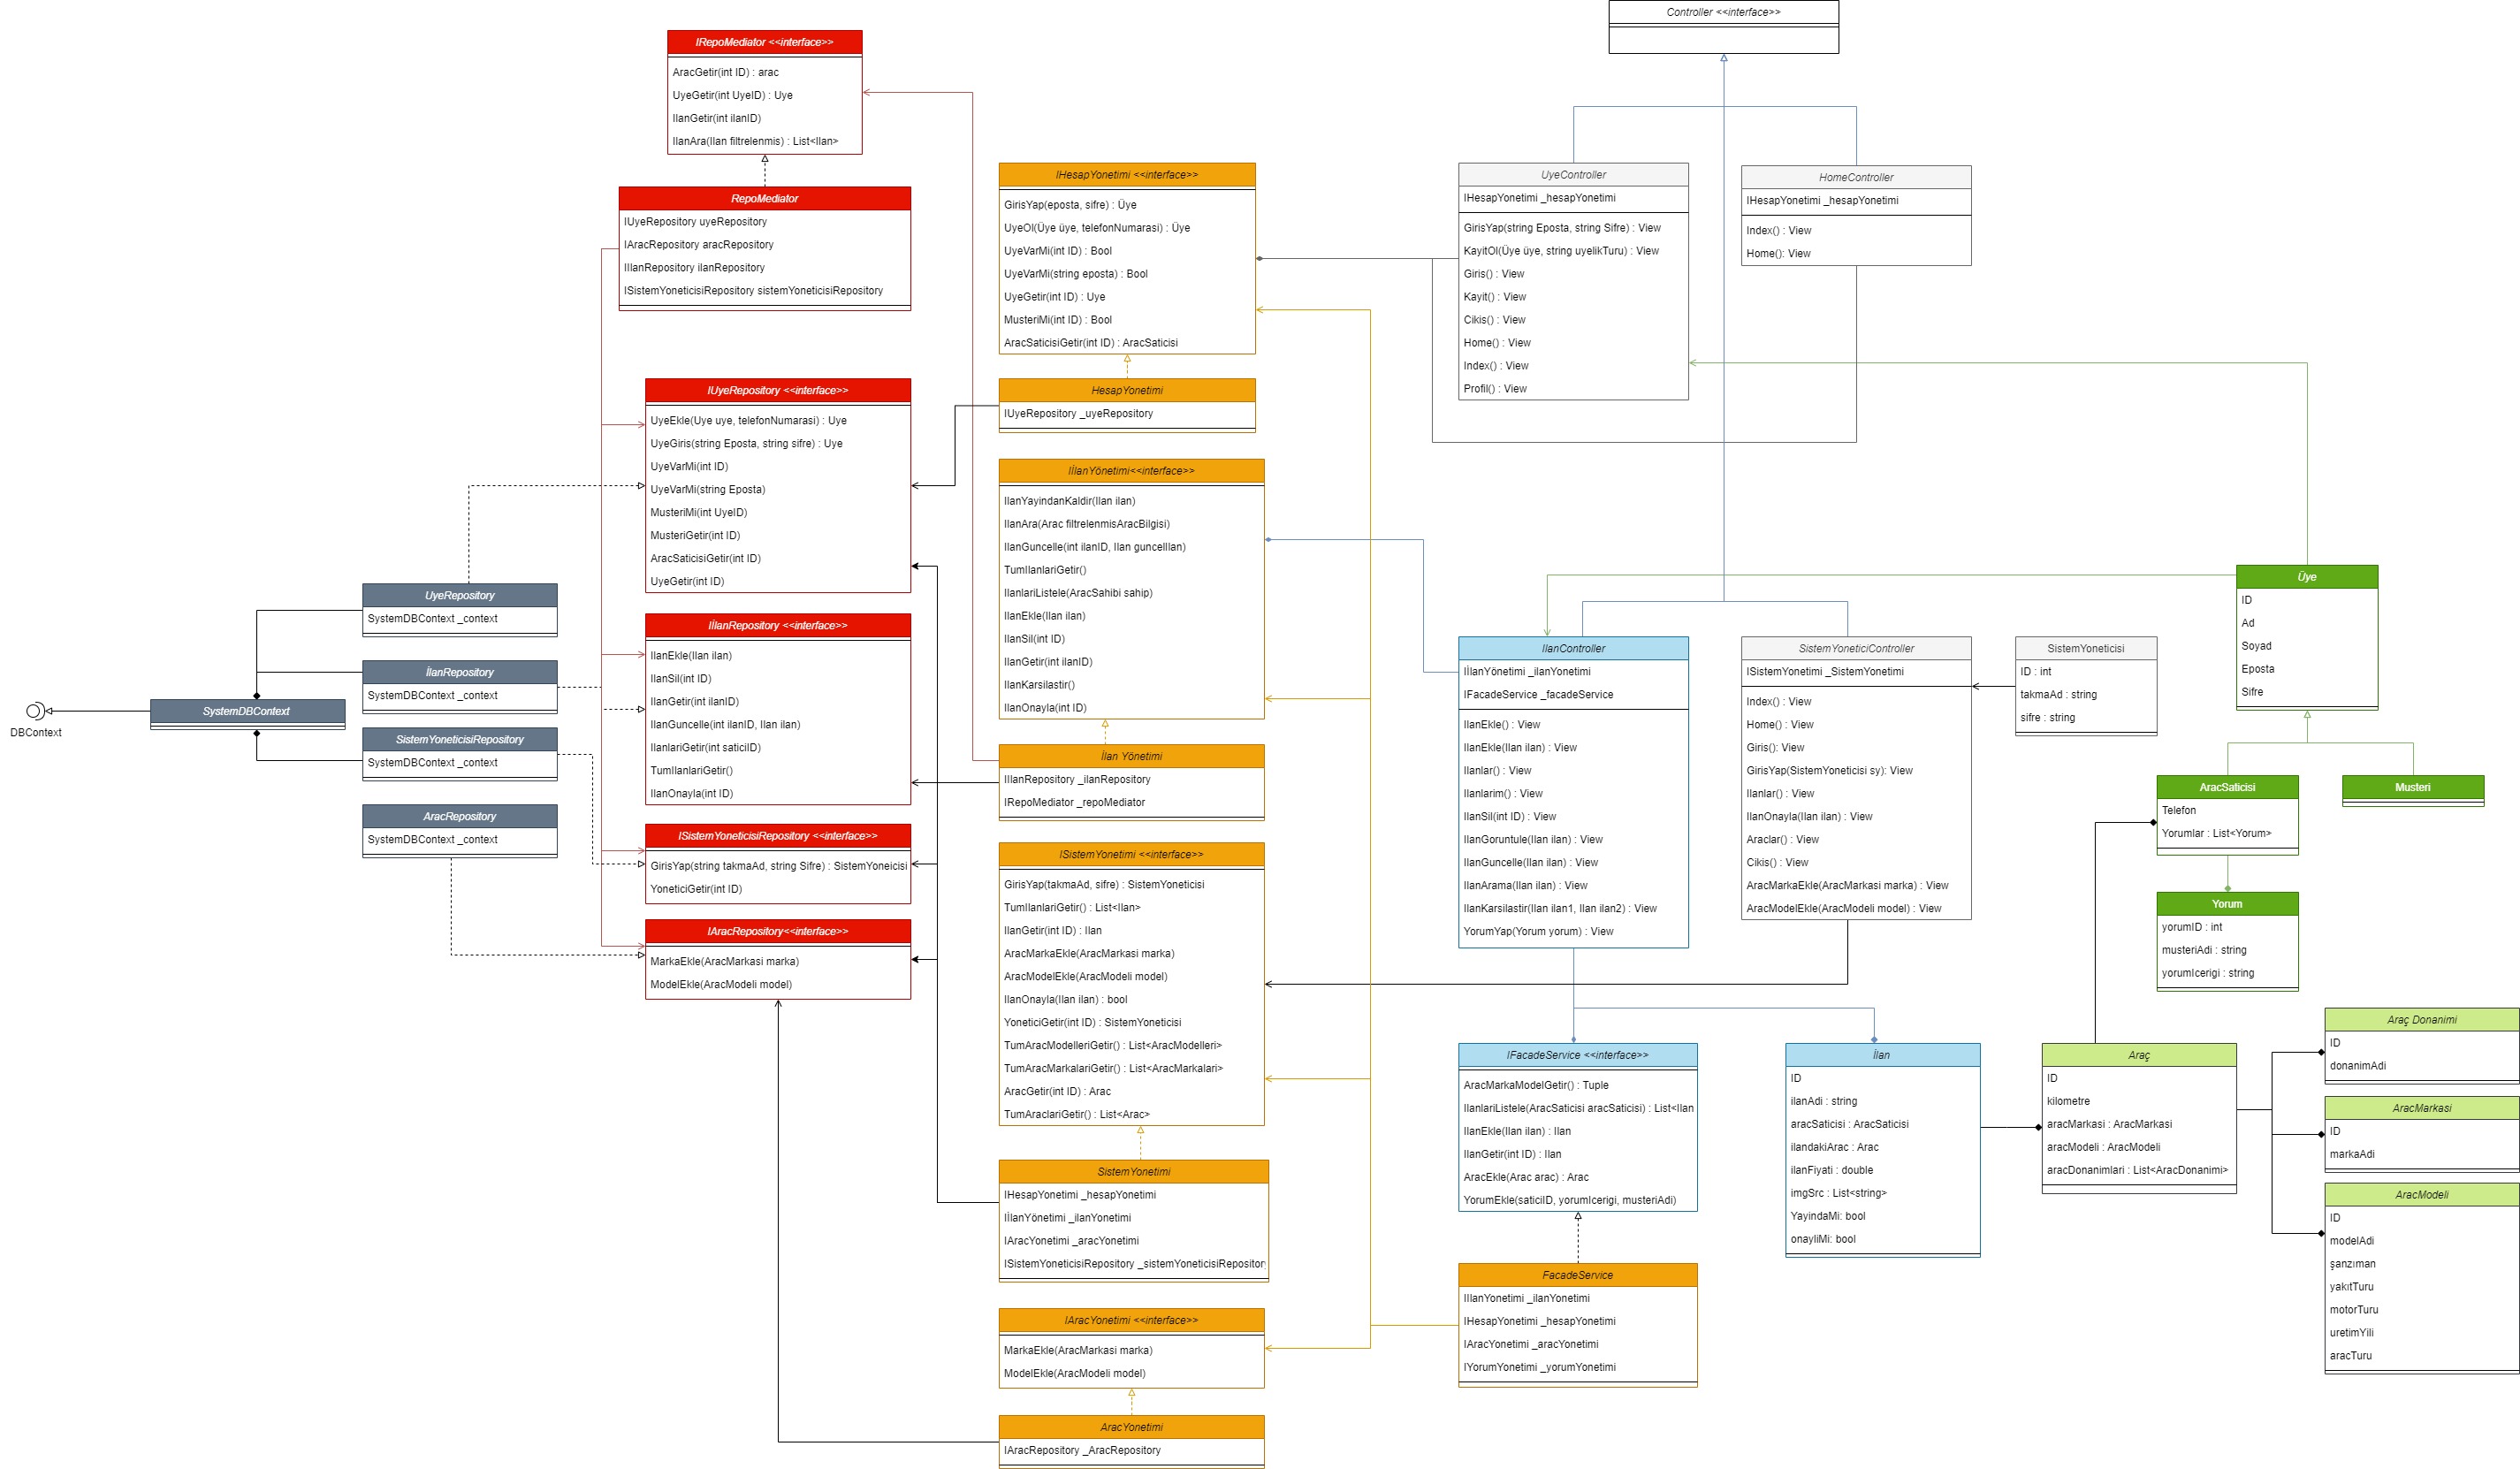 Controller <<interface>>
IRepoMediator <<interface>>
AracGetir(int ID) : arac
UyeGetir(int UyeID) : Uye
IlanGetir(int ilanID)
IlanAra(Ilan filtrelenmis) : List<Ilan>
RepoMediator
IUyeRepository uyeRepository
IAracRepository aracRepository
IIlanRepository ilanRepository
ISistemYoneticisiRepository sistemYoneticisiRepository
IHesapYonetimi <<interface>>
GirisYap(eposta, sifre) : Üye
UyeOl(Üye üye, telefonNumarasi) : Üye
UyeVarMi(int ID) : Bool
UyeVarMi(string eposta) : Bool
UyeGetir(int ID) : Uye
MusteriMi(int ID) : Bool
AracSaticisiGetir(int ID) : AracSaticisi
UyeController
IHesapYonetimi _hesapYonetimi
GirisYap(string Eposta, string Sifre) : View
KayitOl(Üye üye, string uyelikTuru) : View
Giris() : View
Kayit() : View
Cikis() : View
Home() : View
Index() : View
Profil() : View
HomeController
IHesapYonetimi _hesapYonetimi
Index() : View
Home(): View
IUyeRepository <<interface>>
UyeEkle(Uye uye, telefonNumarasi) : Uye
UyeGiris(string Eposta, string sifre) : Uye
UyeVarMi(int ID)
UyeVarMi(string Eposta)
MusteriMi(int UyeID)
MusteriGetir(int ID)
AracSaticisiGetir(int ID)
UyeGetir(int ID)
HesapYonetimi
IUyeRepository _uyeRepository
IİlanYönetimi<<interface>>
IlanYayindanKaldir(Ilan ilan)
IlanAra(Arac filtrelenmisAracBilgisi)
IlanGuncelle(int ilanID, Ilan guncelIlan)
TumIlanlariGetir()
IlanlariListele(AracSahibi sahip)
IlanEkle(Ilan ilan)
IlanSil(int ID)
IlanGetir(int ilanID)
IlanKarsilastir()
IlanOnayla(int ID)
Üye
ID
Ad
Soyad
Eposta
Sifre
UyeRepository
SystemDBContext _context
İlanRepository
SystemDBContext _context
SystemDBContext
DBContext
SistemYoneticisiRepository
SystemDBContext _context
AracRepository
SystemDBContext _context
IİlanRepository <<interface>>
IlanEkle(Ilan ilan)
IlanSil(int ID)
IlanGetir(int ilanID)
IlanGuncelle(int ilanID, Ilan ilan)
IlanlariGetir(int saticiID)
TumIlanlariGetir()
IlanOnayla(int ID)
İlan Yönetimi
IIlanRepository _ilanRepository
IRepoMediator _repoMediator
IlanController
IİlanYönetimi _ilanYonetimi
IFacadeService _facadeService
IlanEkle() : View
IlanEkle(Ilan ilan) : View
Ilanlar() : View
Ilanlarim() : View
IlanSil(int ID) : View
IlanGoruntule(Ilan ilan) : View
IlanGuncelle(Ilan ilan) : View
IlanArama(Ilan ilan) : View
IlanKarsilastir(Ilan ilan1, Ilan ilan2) : View
YorumYap(Yorum yorum) : View
SistemYoneticiController
ISistemYonetimi _SistemYonetimi
Index() : View
Home() : View
Giris(): View
GirisYap(SistemYoneticisi sy): View
Ilanlar() : View
IlanOnayla(Ilan ilan) : View
Araclar() : View
Cikis() : View
AracMarkaEkle(AracMarkasi marka) : View
AracModelEkle(AracModeli model) : View
SistemYoneticisi
ID : int
takmaAd : string
sifre : string
AracSaticisi
Telefon
Yorumlar : List<Yorum>
Musteri
Yorum
yorumID : int
musteriAdi : string
yorumIcerigi : string
ISistemYoneticisiRepository <<interface>>
GirisYap(string takmaAd, string Sifre) : SistemYoneicisi
YoneticiGetir(int ID)
IAracRepository<<interface>>
MarkaEkle(AracMarkasi marka)
ModelEkle(AracModeli model)
ISistemYonetimi <<interface>>
GirisYap(takmaAd, sifre) : SistemYoneticisi
TumIlanlariGetir() : List<Ilan>
IlanGetir(int ID) : Ilan
AracMarkaEkle(AracMarkasi marka)
AracModelEkle(AracModeli model)
IlanOnayla(Ilan ilan) : bool
YoneticiGetir(int ID) : SistemYoneticisi
TumAracModelleriGetir() : List<AracModelleri>
TumAracMarkalariGetir() : List<AracMarkalari>
AracGetir(int ID) : Arac
TumAraclariGetir() : List<Arac>
SistemYonetimi
IHesapYonetimi _hesapYonetimi
IİlanYönetimi _ilanYonetimi
IAracYonetimi _aracYonetimi
ISistemYoneticisiRepository _sistemYoneticisiRepository
IAracYonetimi <<interface>>
MarkaEkle(AracMarkasi marka)
ModelEkle(AracModeli model)
AracYonetimi
IAracRepository _AracRepository
IFacadeService <<interface>>
AracMarkaModelGetir() : Tuple
IlanlariListele(AracSaticisi aracSaticisi) : List<Ilan
IlanEkle(Ilan ilan) : Ilan
IlanGetir(int ID) : Ilan
AracEkle(Arac arac) : Arac
YorumEkle(saticiID, yorumIcerigi, musteriAdi)
FacadeService
IIlanYonetimi _ilanYonetimi
IHesapYonetimi _hesapYonetimi
IAracYonetimi _aracYonetimi
IYorumYonetimi _yorumYonetimi
İlan
ID
ilanAdi : string
aracSaticisi : AracSaticisi
ilandakiArac : Arac
ilanFiyati : double
imgSrc : List<string>
YayindaMi: bool
onayliMi: bool
Araç
ID
kilometre
aracMarkasi : AracMarkasi
aracModeli : AracModeli
aracDonanimlari : List<AracDonanimi>
Araç Donanimi
ID
donanimAdi
AracMarkasi
ID
markaAdi
AracModeli
ID
modelAdi
şanzıman
yakıtTuru
motorTuru
uretimYili
aracTuru